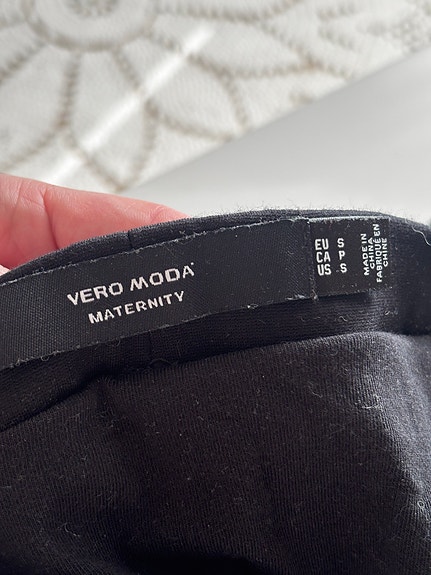 VERO MODA
MATERNITY
EU S
CA P
US S
MADE IN
CHINA
FABRIQUÉ EN
CHINE